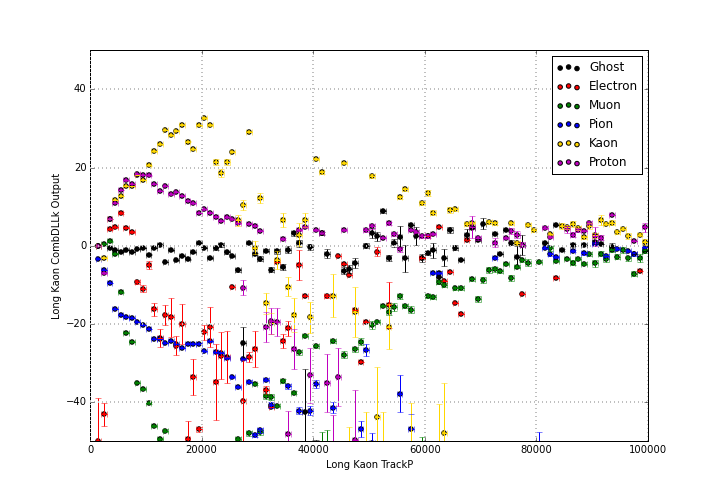 Long Kaon CombDLLk Output
40
20
0
−20
−40
Ghost
Electron
Muon
Pion
Kaon
Proton
0
20000
40000
60000
80000
100000
Long Kaon TrackP